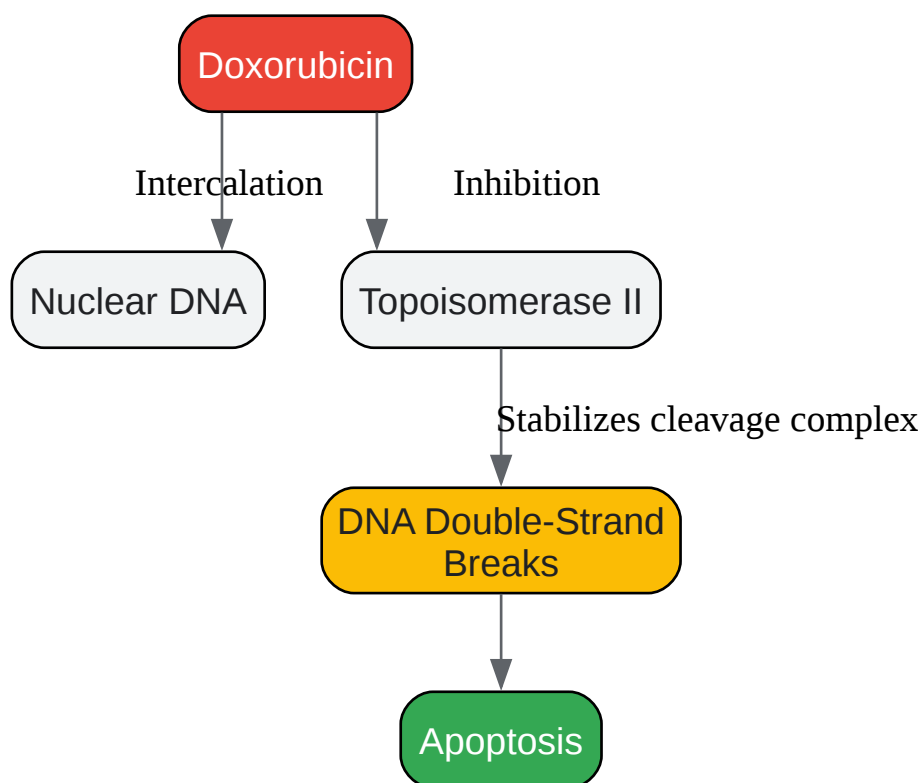 Doxorubicin
Intercalation
Inhibition
Nuclear DNA
Topoisomerase II
Stabilizes cleavage complex
DNA Double-Strand
Breaks
Apoptosis